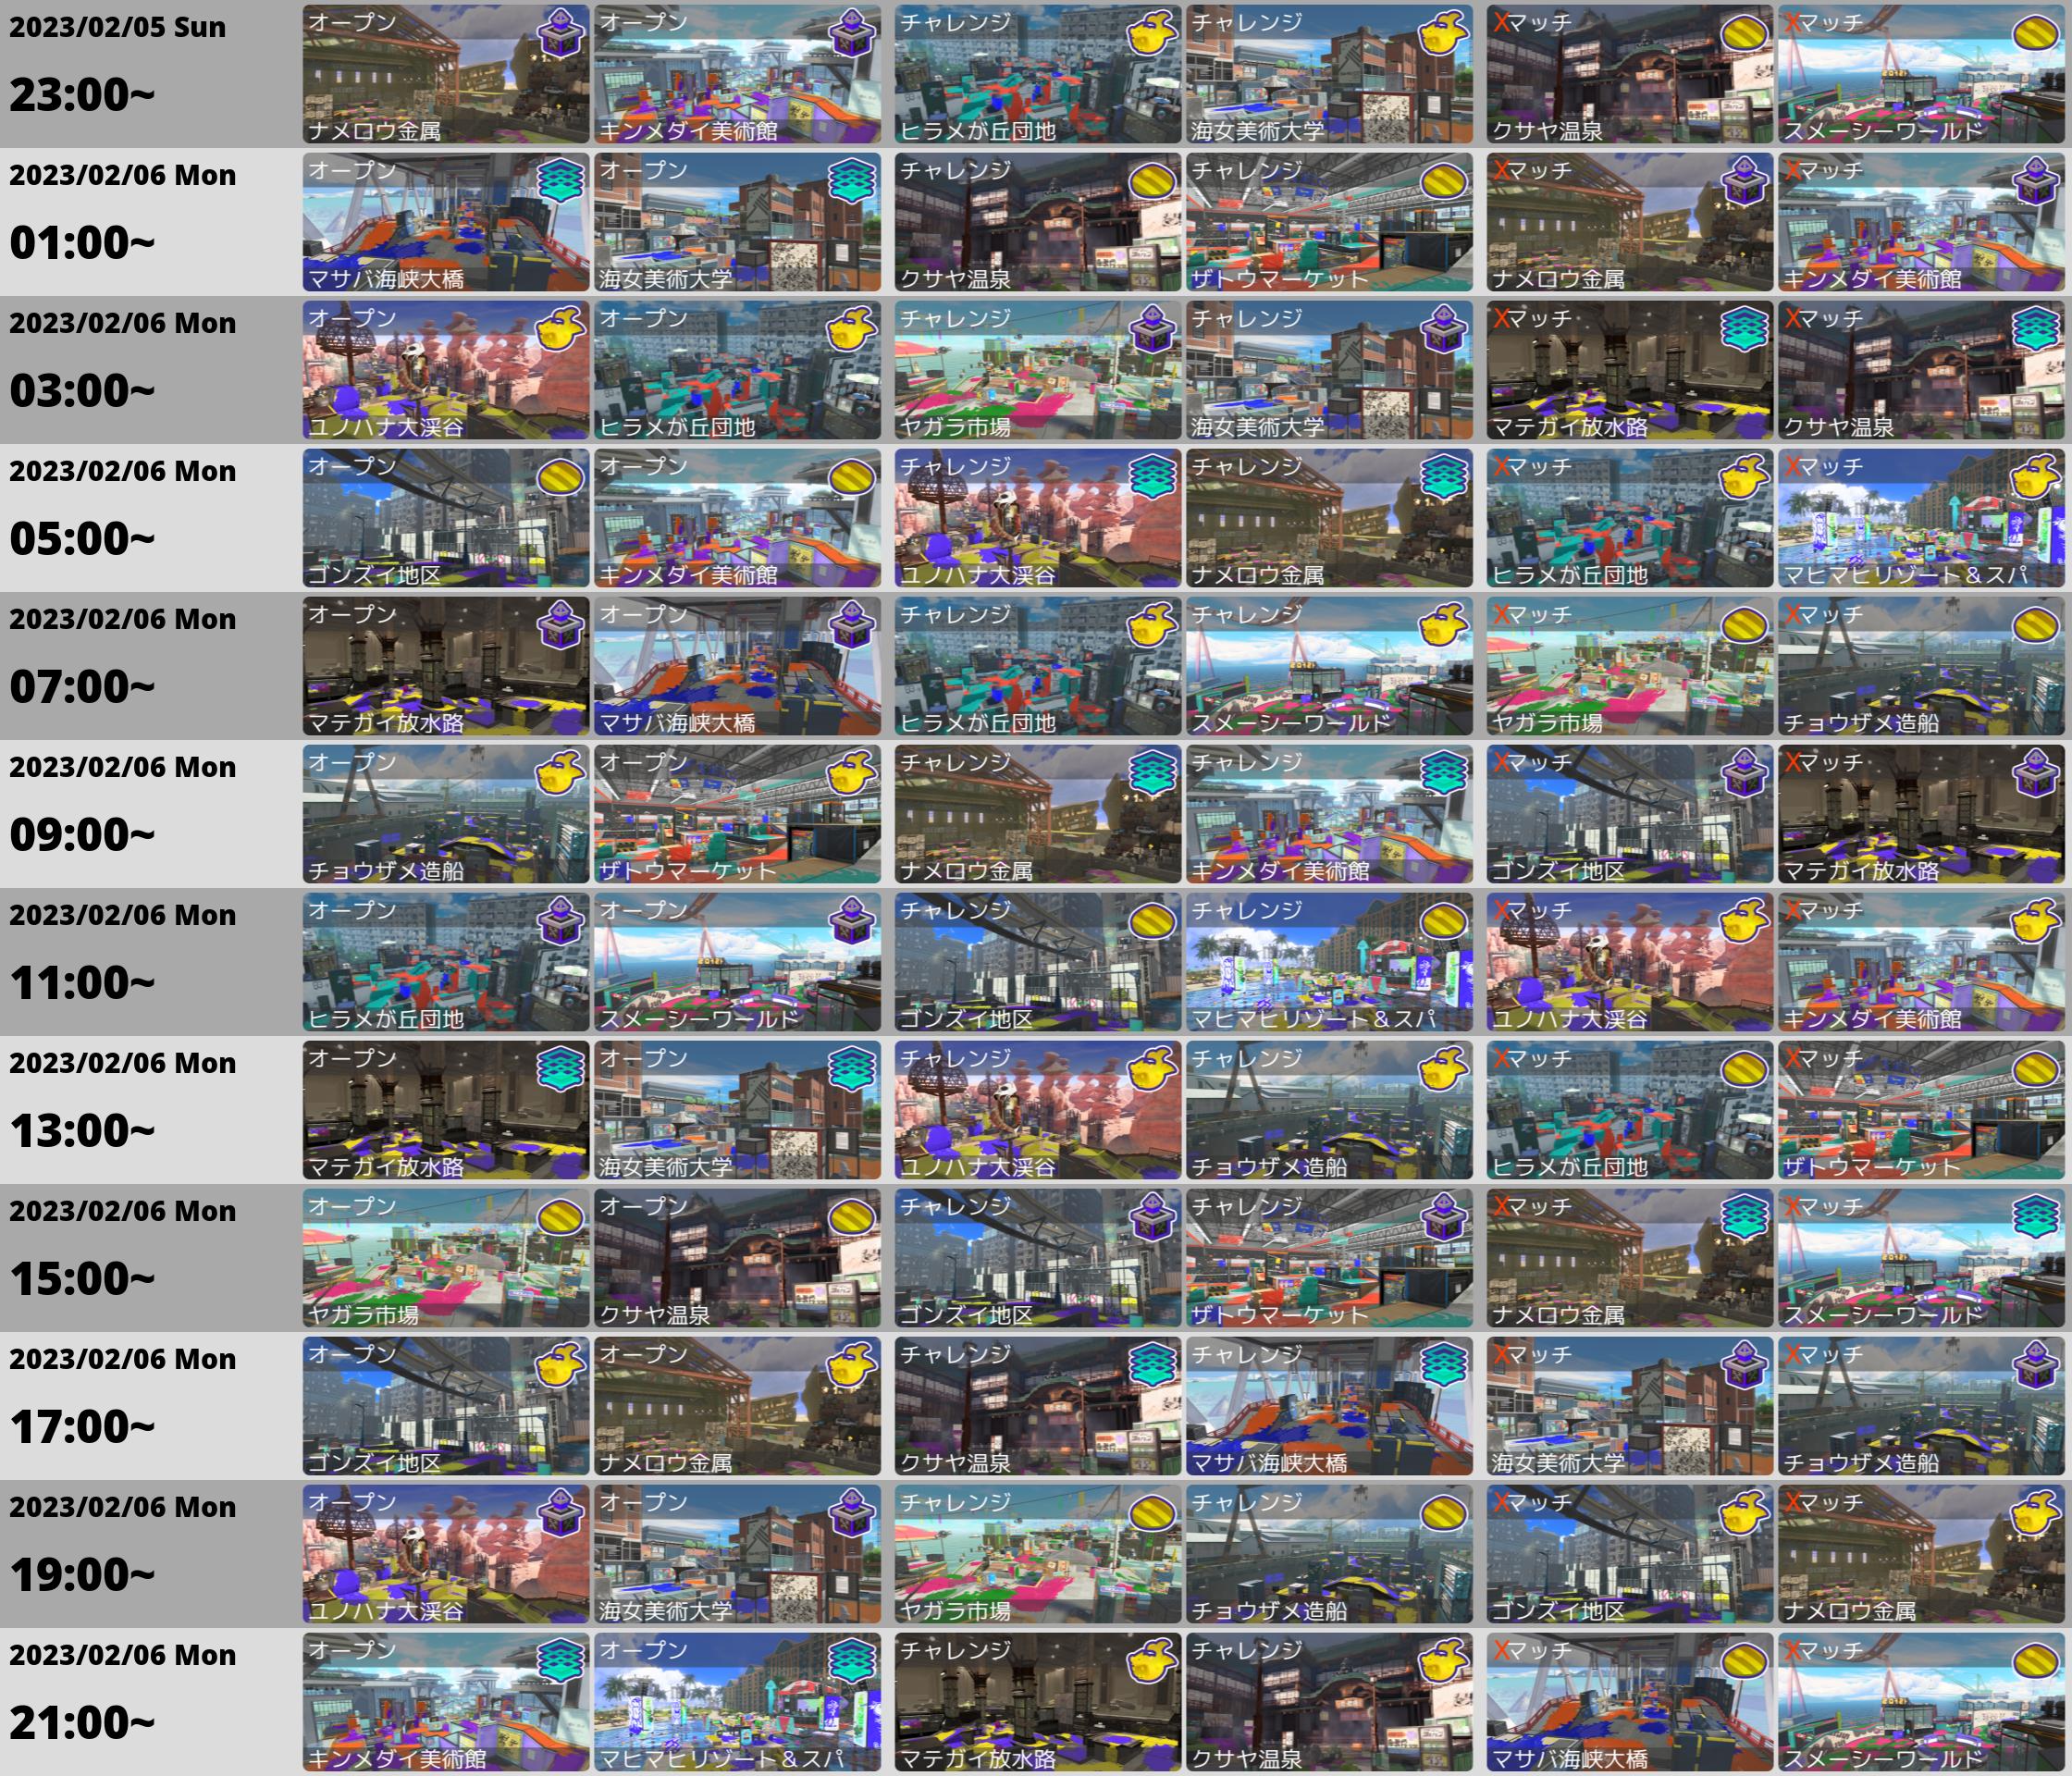 2023/02/05 Sun
23:00~
オープン オープン チャレンジ チャレンジ Xマッチ Xマッチ
ナメロウ金属 キンメダイ美術館 ヒラメが丘団地 海女美術大学 クサヤ温泉 スメーシーワールド
2023/02/06 Mon
01:00~
オープン オープン チャレンジ チャレンジ Xマッチ Xマッチ
マサバ海峡大橋 海女美術大学 クサヤ温泉 ザトウマーケット ナメロウ金属 キンメダイ美術館
2023/02/06 Mon
03:00~
オープン オープン チャレンジ チャレンジ Xマッチ Xマッチ
ユノハナ大渓谷 ヒラメが丘団地 ヤガラ市場 海女美術大学 マテガイ放水路 クサヤ温泉
2023/02/06 Mon
05:00~
オープン オープン チャレンジ チャレンジ Xマッチ Xマッチ
ゴンズイ地区 キンメダイ美術館 ユノハナ大渓谷 ナメロウ金属 ヒラメが丘団地 マヒマヒリゾート＆スパ
2023/02/06 Mon
07:00~
オープン オープン チャレンジ チャレンジ Xマッチ Xマッチ
マテガイ放水路 マサバ海峡大橋 ヒラメが丘団地 スメーシーワールド ヤガラ市場 チョウザメ造船
2023/02/06 Mon
09:00~
オープン オープン チャレンジ チャレンジ Xマッチ Xマッチ
チョウザメ造船 ザトウマーケット ナメロウ金属 キンメダイ美術館 ゴンズイ地区 マテガイ放水路
2023/02/06 Mon
11:00~
オープン オープン チャレンジ チャレンジ Xマッチ Xマッチ
ヒラメが丘団地 スメーシーワールド ゴンズイ地区 マヒマヒリゾート＆スパ ユノハナ大渓谷 キンメダイ美術館
2023/02/06 Mon
13:00~
オープン オープン チャレンジ チャレンジ Xマッチ Xマッチ
マテガイ放水路 海女美術大学 ユノハナ大渓谷 チョウザメ造船 ヒラメが丘団地 ザトウマーケット
2023/02/06 Mon
15:00~
オープン オープン チャレンジ チャレンジ Xマッチ Xマッチ
ヤガラ市場 クサヤ温泉 ゴンズイ地区 ザトウマーケット ナメロウ金属 スメーシーワールド
2023/02/06 Mon
17:00~
オープン オープン チャレンジ チャレンジ Xマッチ Xマッチ
ゴンズイ地区 ナメロウ金属 クサヤ温泉 マサバ海峡大橋 海女美術大学 チョウザメ造船
2023/02/06 Mon
19:00~
オープン オープン チャレンジ チャレンジ Xマッチ Xマッチ
ユノハナ大渓谷 海女美術大学 ヤガラ市場 チョウザメ造船 ゴンズイ地区 ナメロウ金属
2023/02/06 Mon
21:00~
オープン オープン チャレンジ チャレンジ Xマッチ Xマッチ
キンメダイ美術館 マヒマヒリゾート＆スパ マテガイ放水路 クサヤ温泉 マサバ海峡大橋 スメーシーワールド